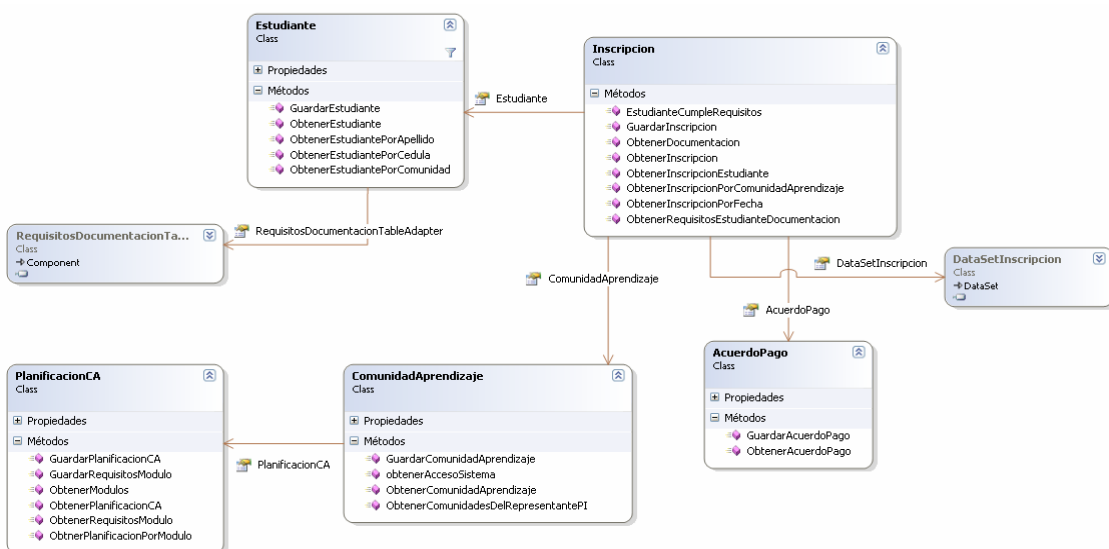 Estudiante
Class
Propiedades
Métodos
GuardarEstudiante
ObtenerEstudiante
ObtenerEstudiantePorApellido
ObtenerEstudiantePorCedula
ObtenerEstudiantePorComunidad
Estudiante
Inscripcion
Class
Métodos
EstudianteCumpleRequisitos
GuardarInscripcion
ObtenerDocumentacion
ObtenerInscripcion
ObtenerInscripcionEstudiante
ObtenerInscripcionPorComunidadAprendizaje
ObtenerInscripcionPorFecha
ObtenerRequisitosEstudianteDocumentacion
RequisitosDocumentacionTa...
Class
Component
RequisitosDocumentacionTableAdapter
ComunidadAprendizaje
DataSetInscripcion
DataSetInscripcion
Class
DataSet
AcuerdoPago
PlanificacionCA
Class
Propiedades
Métodos
GuardarPlanificacionCA
GuardarRequisitosModulo
ObtenerModulos
ObtenerPlanificacionCA
ObtenerRequisitosModulo
ObtnerPlanificacionPorModulo
PlanificacionCA
ComunidadAprendizaje
Class
Propiedades
Métodos
GuardarComunidadAprendizaje
obtenerAccesoSistema
ObtenerComunidadAprendizaje
ObtenerComunidadesDelRepresentantePI
AcuerdoPago
Class
Propiedades
Métodos
GuardarAcuerdoPago
ObtenerAcuerdoPago